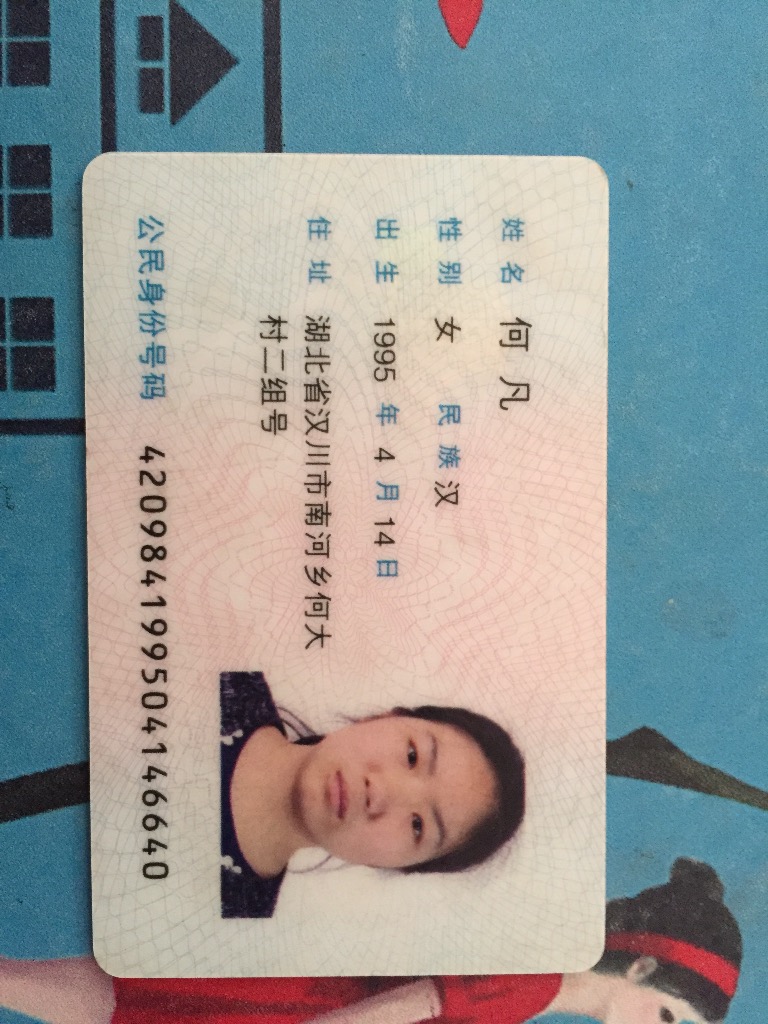 姓名 何凡
性别 女 民族 汉
出生 1995 年 4 月 14 日
住址 湖北省汉川市南河乡何大
村二组号
公民身份号码 420984199504146640